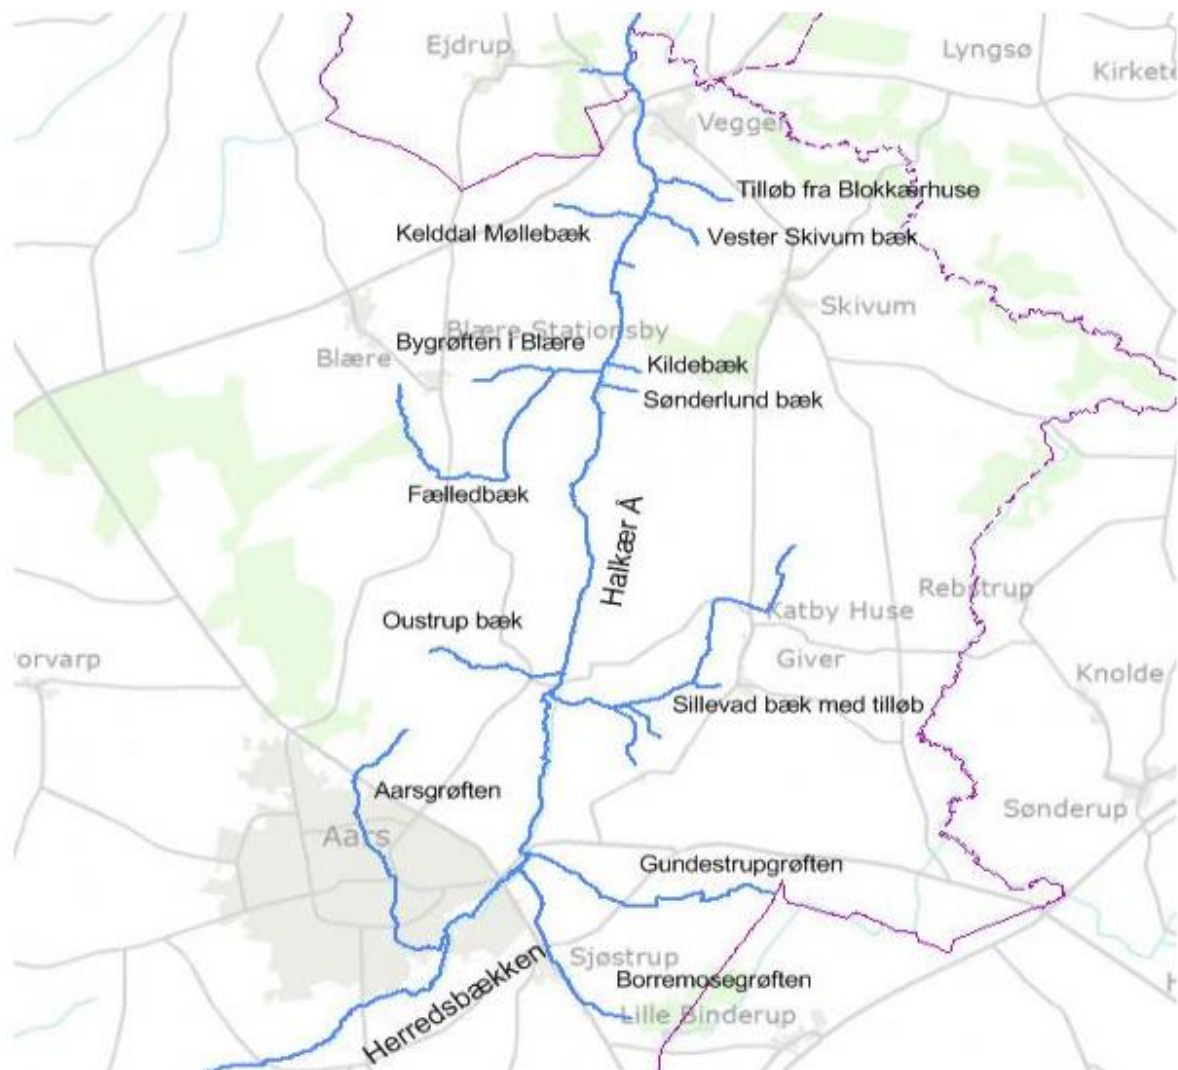 Ejdrup
Lyngsø
Kirkete
Vegger
Tilløb fra Blokkærhuse
Keldal Møllebæk
Vester Skivum bæk
Skivum
Blære Stationsby
Bygrøften i Blære
Blære
Kildebæk
Sønderlund bæk
Fælledbæk
Halkær Å
Rebstrup
Katby Huse
Oustrup bæk
Giver
orvarp
Knolde
Sillevad bæk med tilløb
Aarsgrøften
Sønderup
Aars
Gundestrupgrøften
Sjøstrup
Herredsbækken
Borremosegrøften
Lille Binderup
H